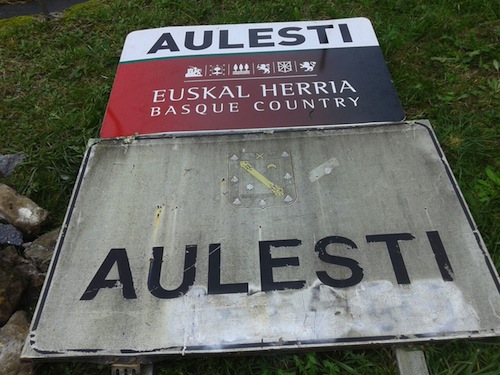 AULESTI
EUSKAL HERRIA
BASQUE COUNTRY
AULESTI